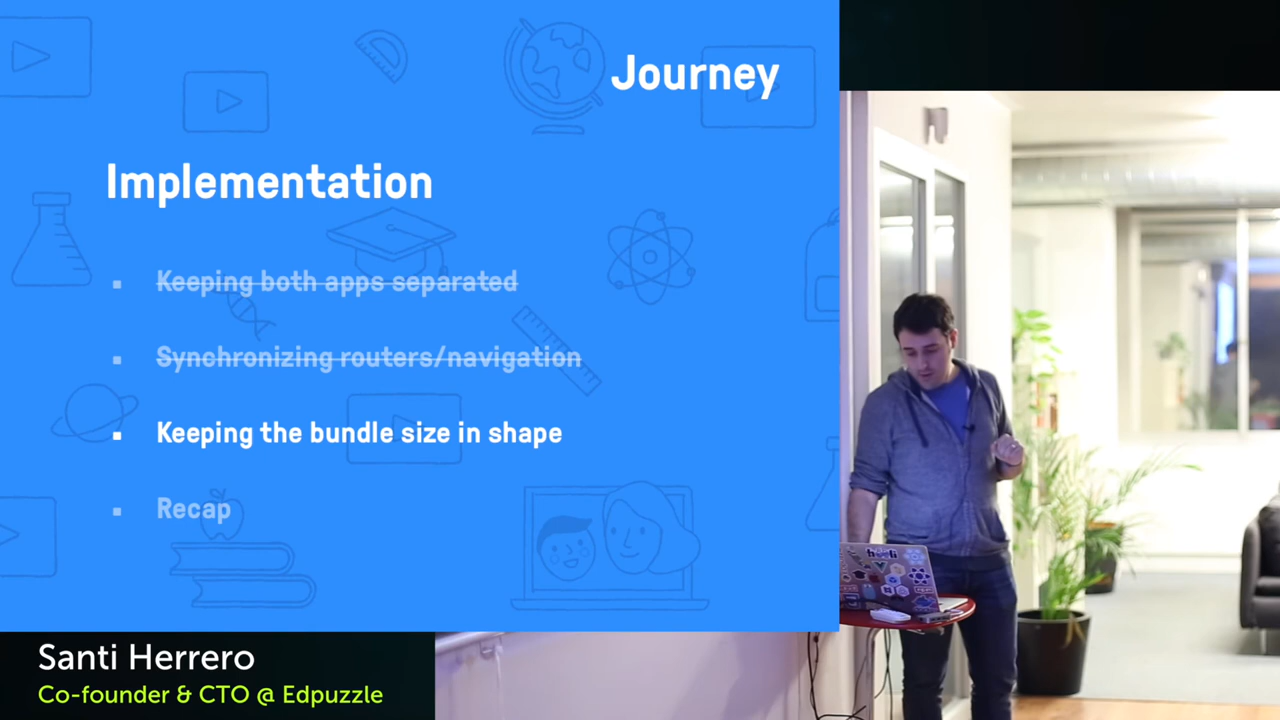 Journey
Implementation
Keeping both apps separated
Synchronizing routers/navigation
Keeping the bundle size in shape
Recap
Santi Herrero
Co-founder & CTO @ Edpuzzle